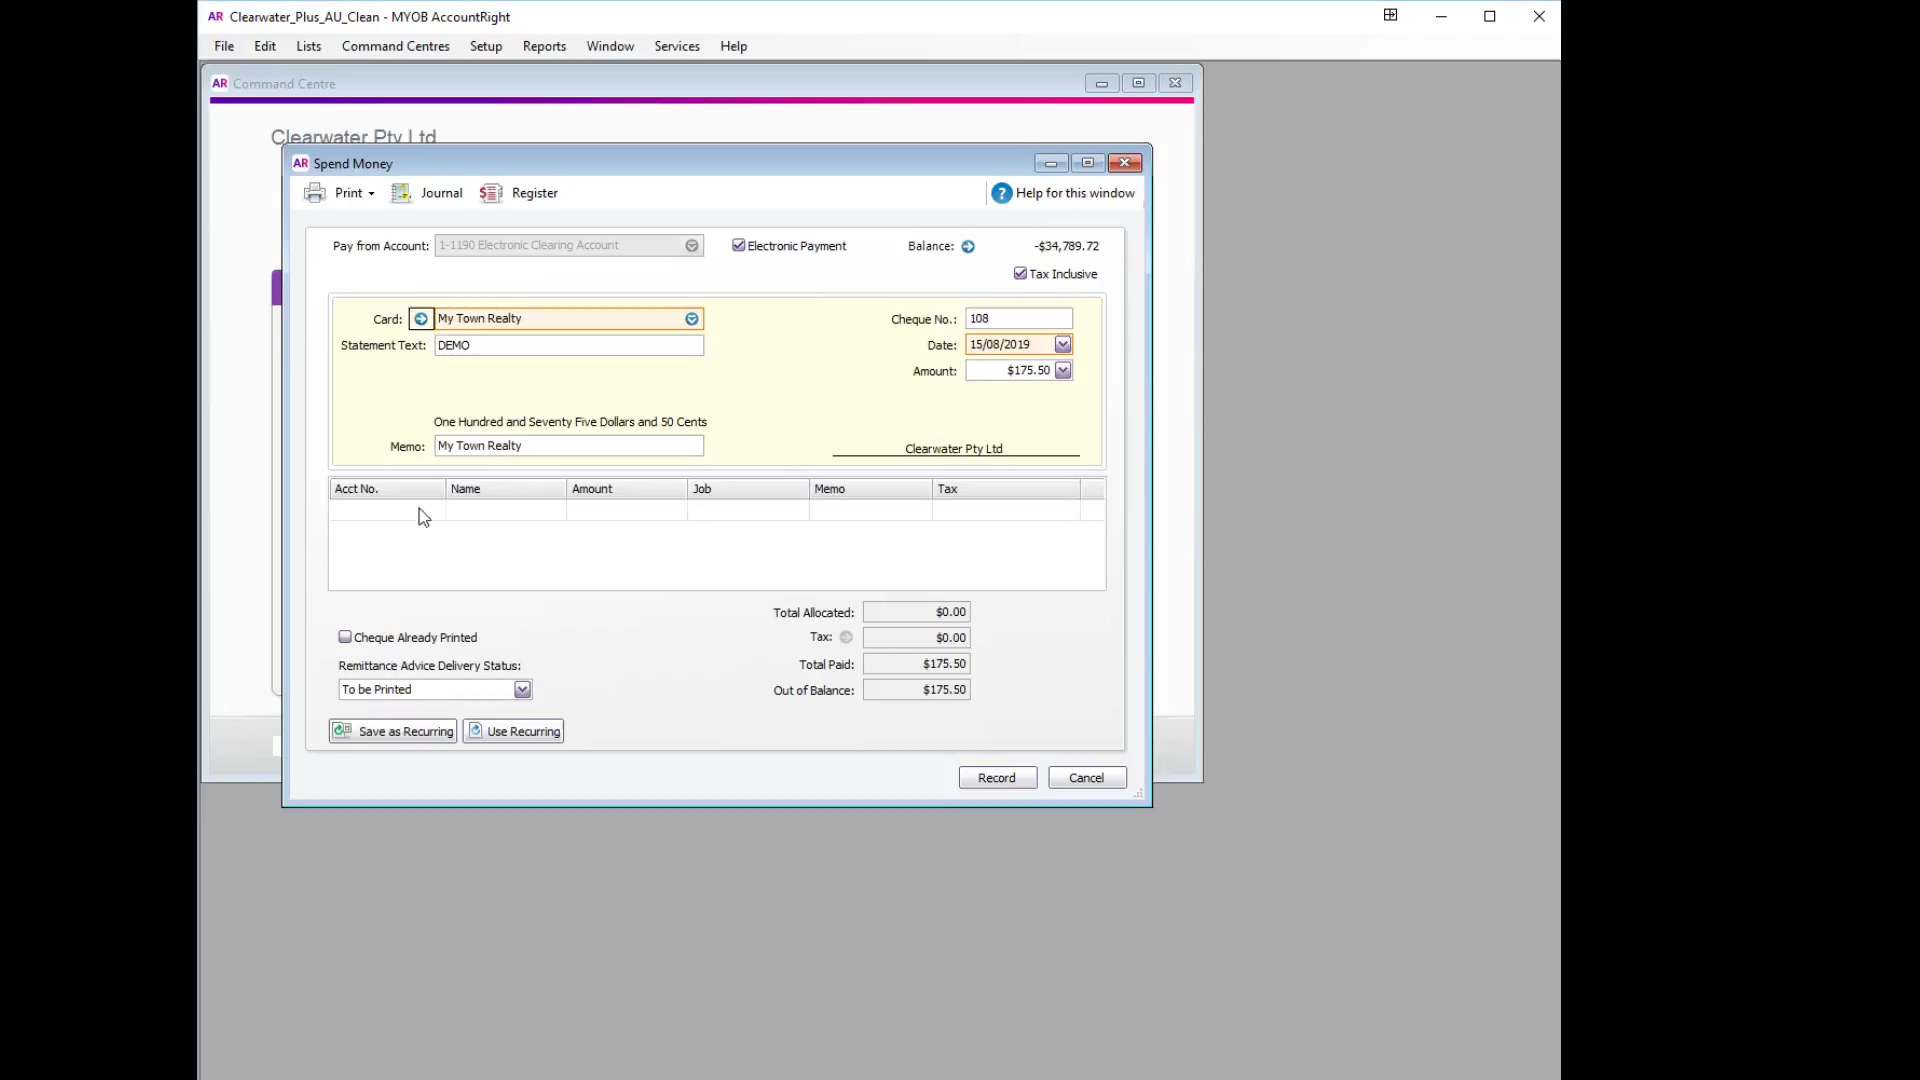 AR Clearwater_Plus_AU_Clean - MYOB AccountRight
File Edit Lists Command Centres Setup Reports Window Services Help
AR Command Centre
Clearwater Pty Ltd
AR Spend Money
Print Journal Register ? Help for this window
Pay from Account: 1-1190 Electronic Clearing Account Electronic Payment Balance: -$34,789.72
Tax Inclusive
Card: My Town Realty Cheque No.: 108
Statement Text: DEMO Date: 15/08/2019
Amount: $175.50
One Hundred and Seventy Five Dollars and 50 Cents
Memo: My Town Realty Clearwater Pty Ltd
Acct No. Name Amount Job Memo Tax
Total Allocated: $0.00
Cheque Already Printed Tax: $0.00
Remittance Advice Delivery Status: Total Paid: $175.50
To be Printed Out of Balance: $175.50
Save as Recurring Use Recurring
Record Cancel